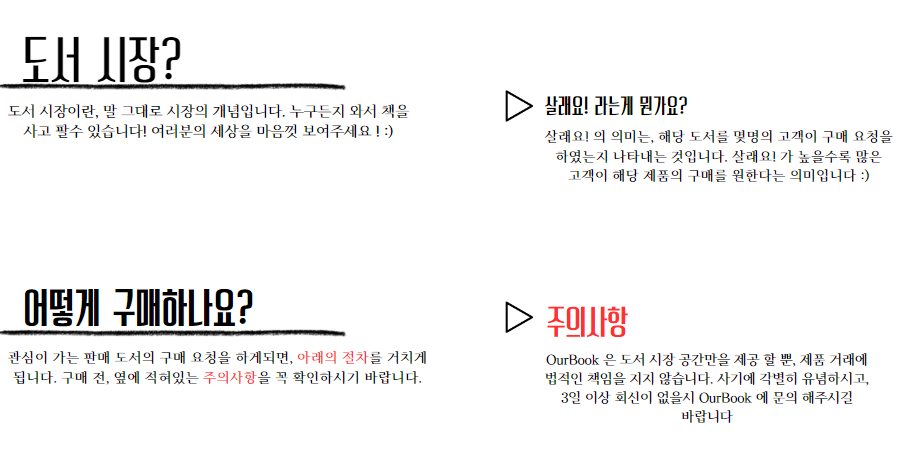 도서 시장?
도서 시장이란, 말 그대로 시장의 개념입니다. 누구든지 와서 책을
사고 팔수 있습니다! 여러분의 세상을 마음껏 보여주세요 ! :)
살래요! 라는게 뭔가요?
살래요! 의 의미는, 해당 도서를 몇명의 고객이 구매 요청을
하였는지 나타내는 것입니다. 살래요! 가 높을수록 많은
고객이 해당 제품의 구매를 원한다는 의미입니다 :)
어떻게 구매하나요?
관심이 가는 판매 도서의 구매 요청을 하게되면, 아래의 절차를 거치게
됩니다. 구매 전, 옆에 적혀있는 주의사항을 꼭 확인하시기 바랍니다.
주의사항
OurBook 은 도서 시장 공간만을 제공 할 뿐, 제품 거래에
법적인 책임을 지지 않습니다. 사기에 각별히 유념하시고,
3일 이상 회신이 없을시 OurBook 에 문의 해주시길
바랍니다